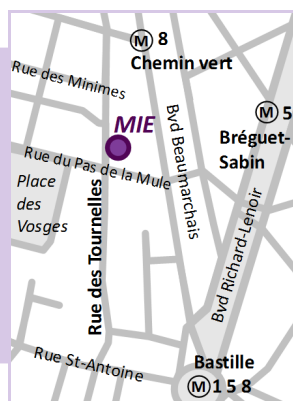 Ⓜ 8
Chemin vert
Rue des Minimes
MIE
Ⓜ 5
Bréguet-
Sabin
Bvd Beaumarchais
Rue du Pas de la Mule
Place
des
Vosges
Rue des Tournelles
Bvd Richard-Lenoir
Rue St-Antoine
Bastille
Ⓜ 1 5 8